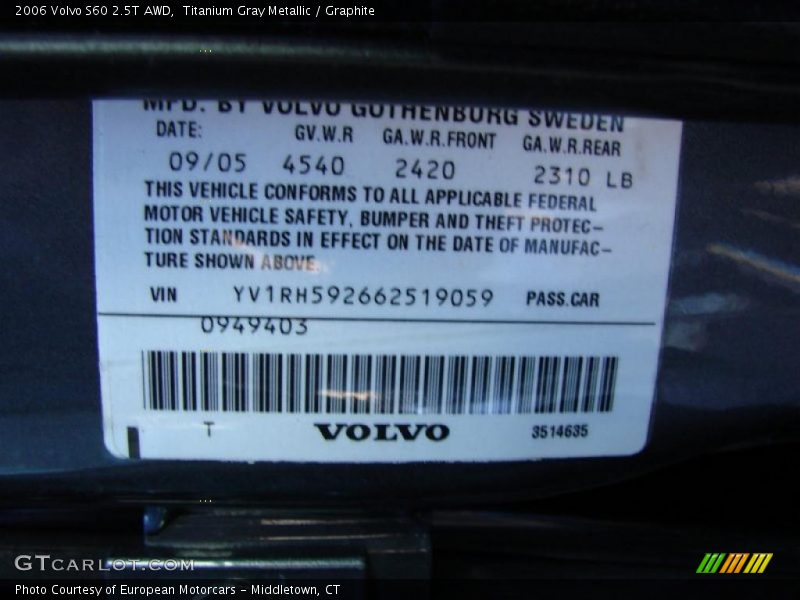 2006 Volvo S60 2.5T AWD,  Titanium Gray Metallic / Graphite
MFD. BY VOLVO GOTHENBURG SWEDEN
DATE: GV.W.R GA.W.R.FRONT GA.W.R.REAR
09/05 4540 2420 2310 LB
THIS VEHICLE CONFORMS TO ALL APPLICABLE FEDERAL
MOTOR VEHICLE SAFETY, BUMPER AND THEFT PROTEC-
TION STANDARDS IN EFFECT ON THE DATE OF MANUFAC-
TURE SHOWN ABOVE.
VIN YV1RH592662519059 PASS.CAR
0949403
T VOLVO 3514635
GTCARLOT.COM
Photo Courtesy of European Motorcars - Middletown, CT